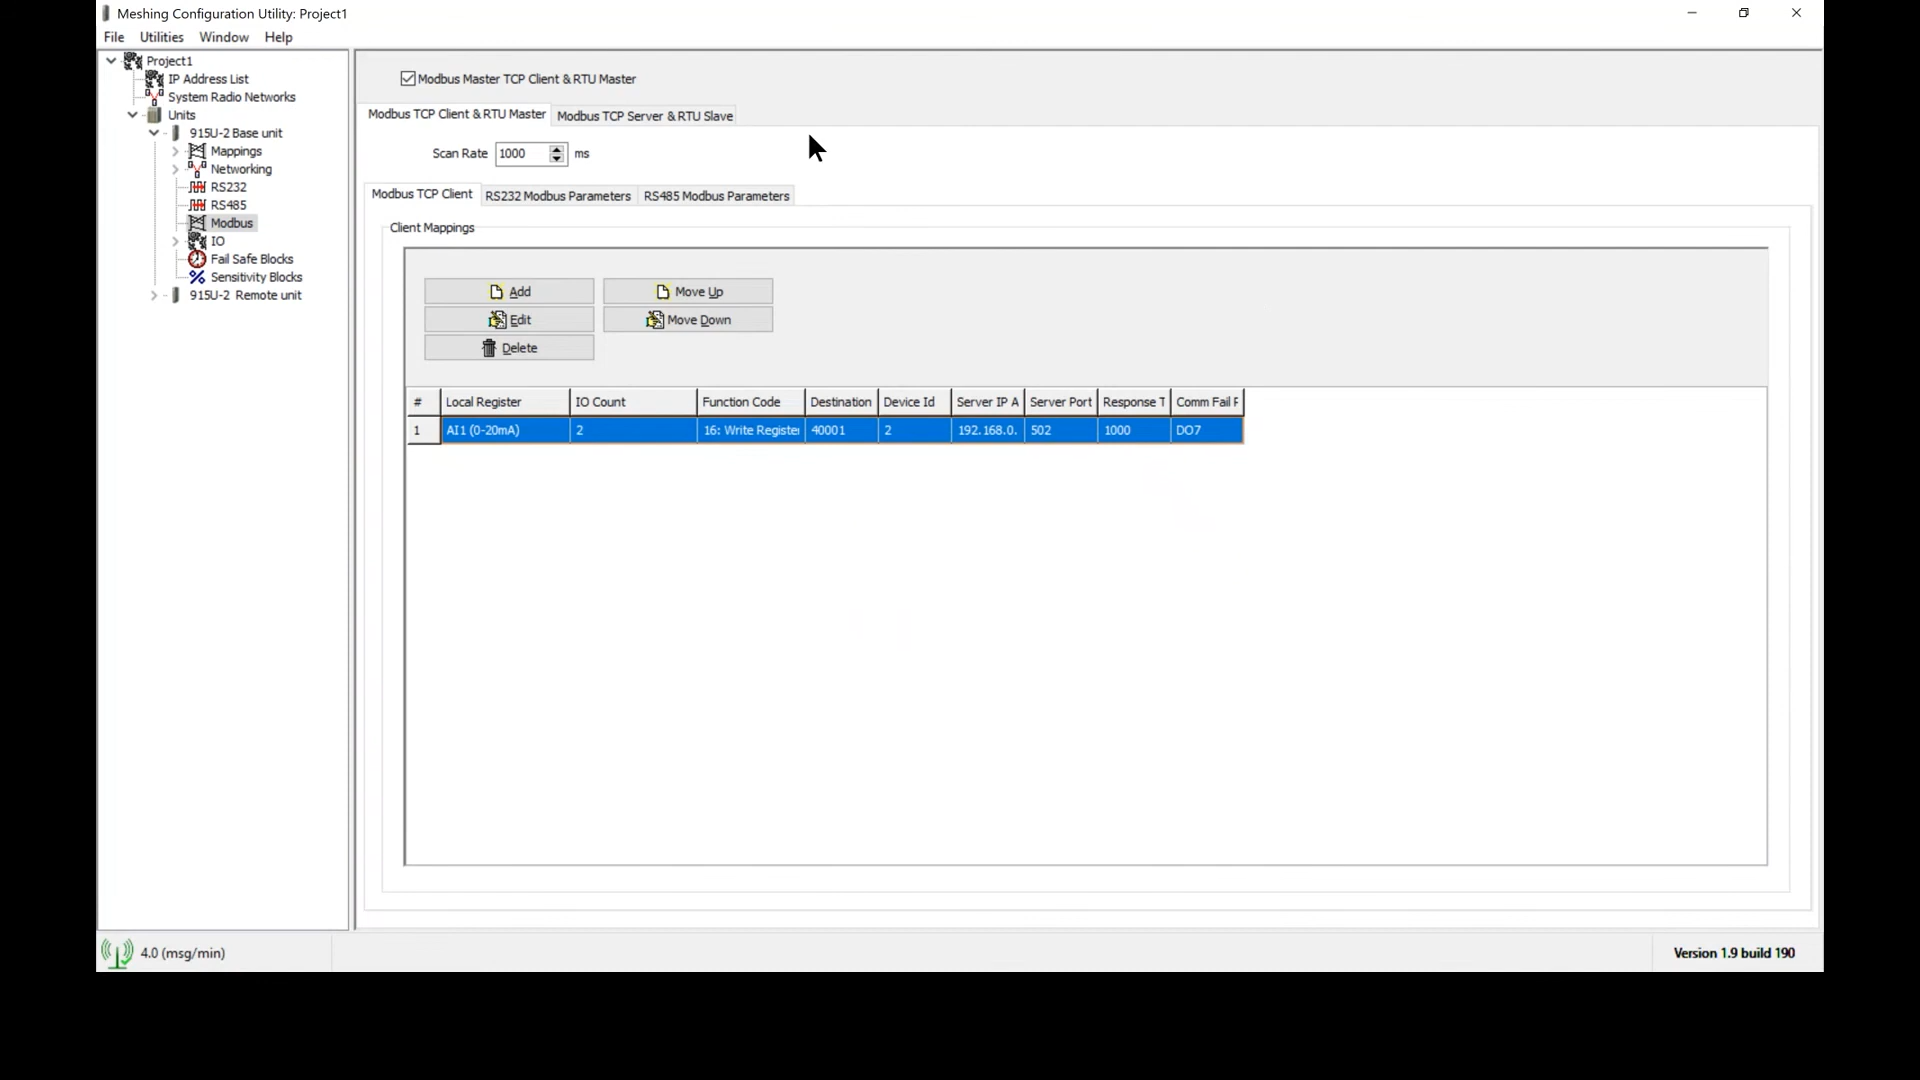 Meshing Configuration Utility: Project1
File Utilities Window Help
Project1
IP Address List
System Radio Networks
Units
915U-2 Base unit
Mappings
Networking
RS232
RS485
Modbus
IO
Fail Safe Blocks
Sensitivity Blocks
915U-2 Remote unit
Modbus Master TCP Client & RTU Master
Modbus TCP Client & RTU Master Modbus TCP Server & RTU Slave
Scan Rate 1000 ms
Modbus TCP Client RS232 Modbus Parameters RS485 Modbus Parameters
Client Mappings
Add Move Up
Edit Move Down
Delete
# Local Register IO Count Function Code Destination Device Id Server IP A Server Port Response T Comm Fail F
1 AI1 (0-20mA) 2 16: Write Register 40001 2 192.168.0. 502 1000 DO7
4.0 (msg/min) Version 1.9 build 190